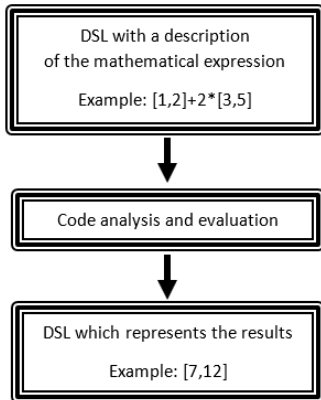 DSL with a description
of the mathematical expression
Example: [1,2]+2*[3,5]
Code analysis and evaluation
DSL which represents the results
Example: [7,12]